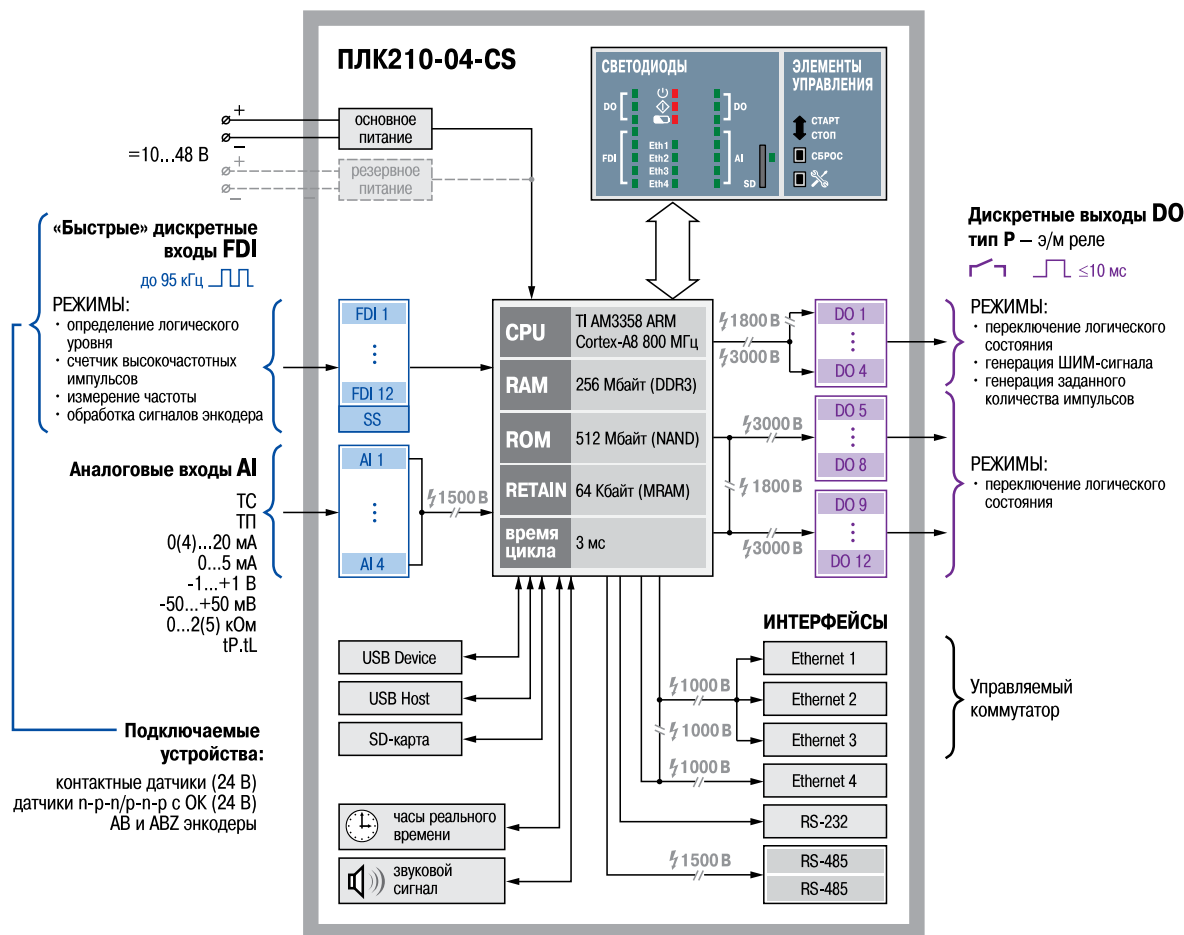 ПЛК210-04-CS
СВЕТОДИОДЫ
DO
DO
FDI
Eth1
Eth2
Eth3
Eth4
AI
SD
ЭЛЕМЕНТЫ
УПРАВЛЕНИЯ
СТАРТ
СТОП
СБРОС
+
–
=10...48 В
+
–
основное
питание
резервное
питание
«Быстрые» дискретные
входы FDI
до 95 кГц
РЕЖИМЫ:
· определение логического
уровня
· счетчик высокочастотных
импульсов
· измерение частоты
· обработка сигналов энкодера
Аналоговые входы AI
ТС
ТП
0(4)...20 мА
0...5 мА
-1...+1 В
-50...+50 мВ
0...2(5) кОм
tP.tL
Подключаемые
устройства:
контактные датчики (24 В)
датчики n-p-n/p-n-p с ОК (24 В)
AB и ABZ энкодеры
FDI 1
FDI 12
SS
AI 1
AI 4
1500 В
CPU
TI AM3358 ARM
Cortex-A8 800 МГц
RAM
256 Мбайт (DDR3)
ROM
512 Мбайт (NAND)
RETAIN
64 Кбайт (MRAM)
время
цикла
3 мс
1800 В
3000 В
3000 В
1800 В
3000 В
DO 1
DO 4
DO 5
DO 8
DO 9
DO 12
Дискретные выходы DO
тип Р – э/м реле
≤10 мс
РЕЖИМЫ:
· переключение логического
состояния
· генерация ШИМ-сигнала
· генерация заданного
количества импульсов
РЕЖИМЫ:
· переключение логического
состояния
USB Device
USB Host
SD-карта
часы реального
времени
звуковой
сигнал
ИНТЕРФЕЙСЫ
1000 В
1000 В
1000 В
1500 В
Ethernet 1
Ethernet 2
Ethernet 3
Ethernet 4
RS-232
RS-485
RS-485
Управляемый
коммутатор